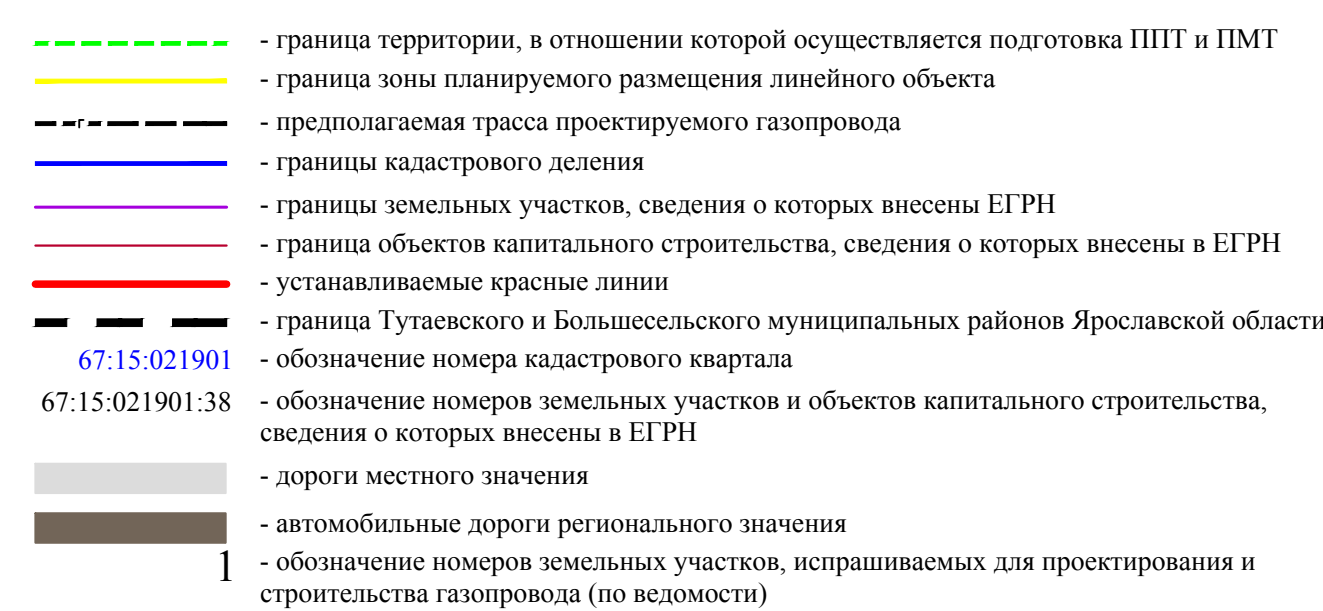 - граница территории, в отношении которой осуществляется подготовка ППТ и ПМТ
- граница зоны планируемого размещения линейного объекта
г - предполагаемая трасса проектируемого газопровода
- границы кадастрового деления
- границы земельных участков, сведения о которых внесены ЕГРН
- граница объектов капитального строительства, сведения о которых внесены в ЕГРН
- устанавливаемые красные линии
- граница Тутаевского и Большесельского муниципальных районов Ярославской области
67:15:021901 - обозначение номера кадастрового квартала
67:15:021901:38 - обозначение номеров земельных участков и объектов капитального строительства,
сведения о которых внесены в ЕГРН
- дороги местного значения
- автомобильные дороги регионального значения
1 - обозначение номеров земельных участков, испрашиваемых для проектирования и
строительства газопровода (по ведомости)